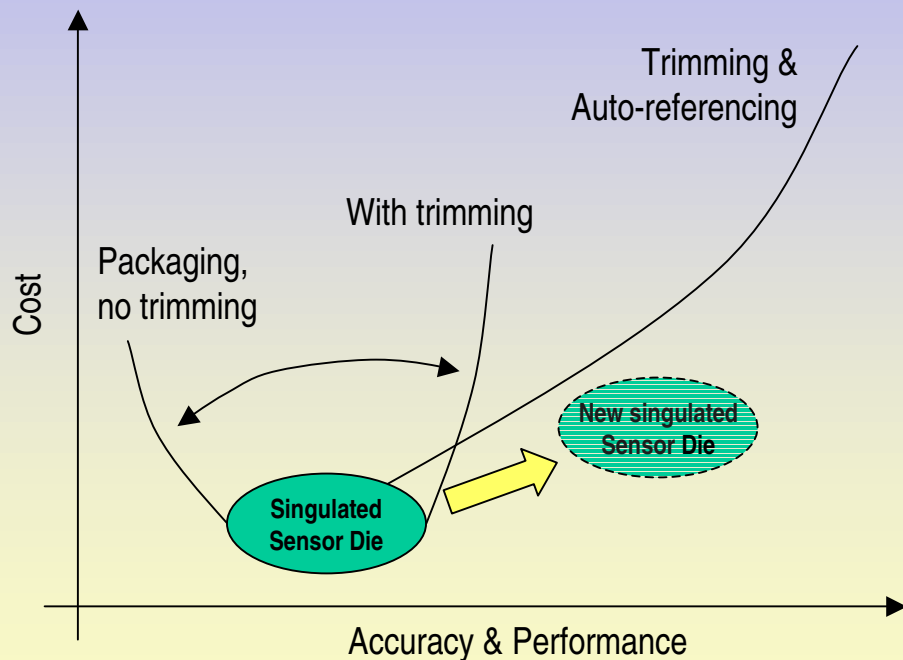 Trimming &
Auto-referencing
With trimming
Packaging,
no trimming
Cost
New singulated
Sensor Die
Singulated
Sensor Die
Accuracy & Performance